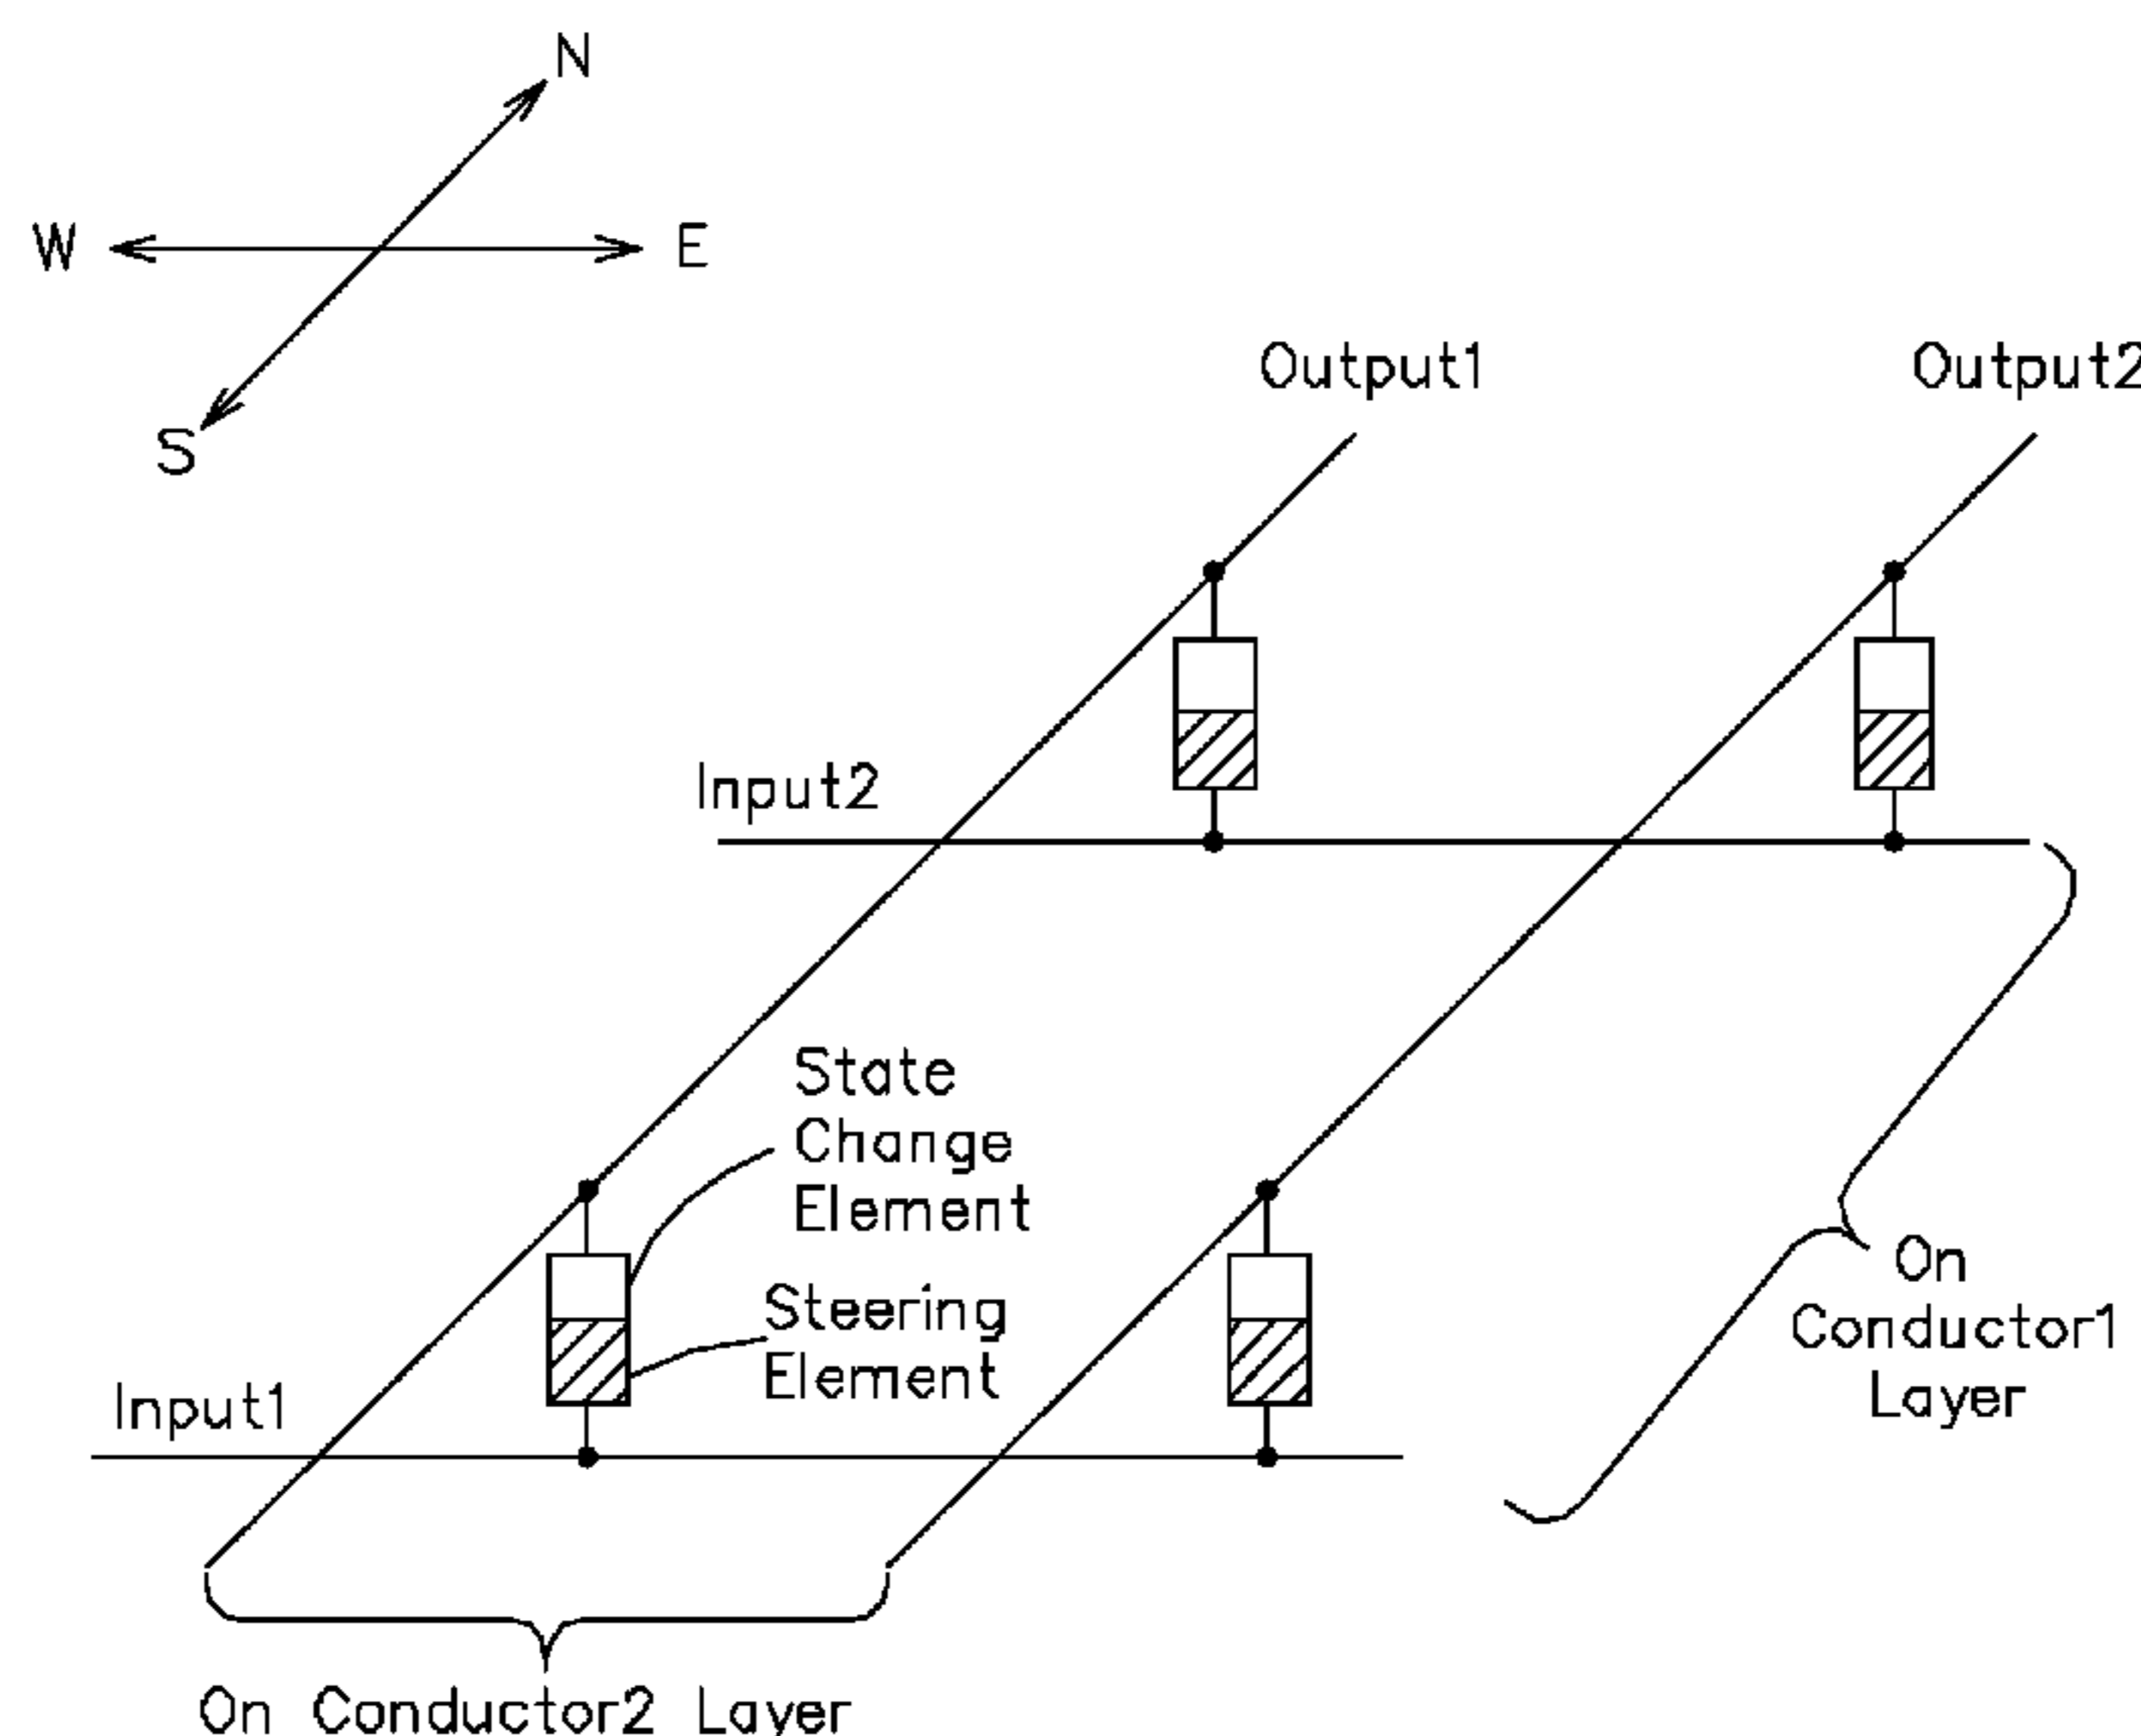 N
W
E
S
Output1
Output2
Input2
State
Change
Element
Steering
Element
On
Conductor1
Layer
Input1
On Conductor2 Layer